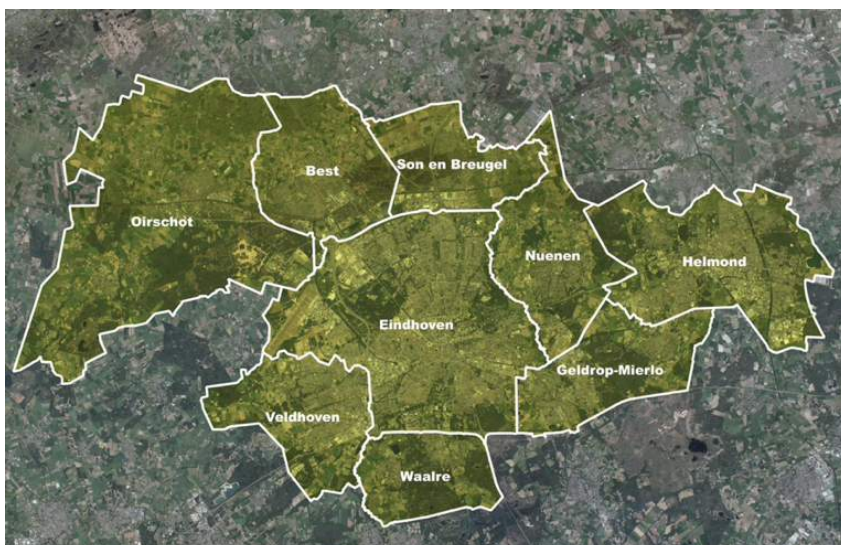 Son en Breugel
Best
Oirschot
Nuenen
Helmond
Eindhoven
Geldrop-Mierlo
Veldhoven
Waalre